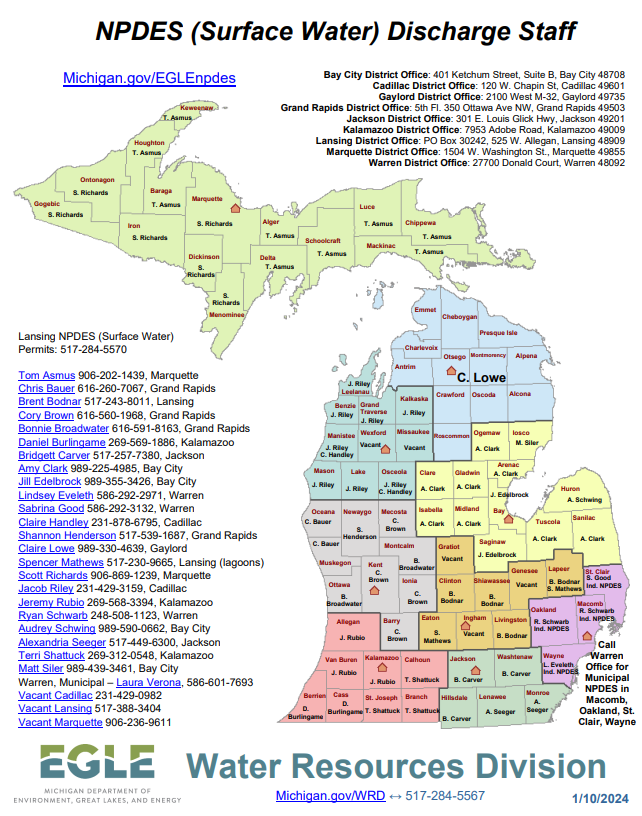 NPDES (Surface Water) Discharge Staff
Michigan.gov/EGLEnpdes
Bay City District Office: 401 Ketchum Street, Suite B, Bay City 48708
Cadillac District Office: 120 W. Chapin St, Cadillac 49601
Gaylord District Office: 2100 West M-32, Gaylord 49735
Grand Rapids District Office: 5th Fl. 350 Ottawa Ave NW, Grand Rapids 49503
Jackson District Office: 301 E. Louis Glick Hwy, Jackson 49201
Kalamazoo District Office: 7953 Adobe Road, Kalamazoo 49009
Lansing District Office: PO Box 30242, 525 W. Allegan, Lansing 48909
Marquette District Office: 1504 W. Washington St., Marquette 49855
Warren District Office: 27700 Donald Court, Warren 48092
Keweenaw
T. Asmus
Houghton
T. Asmus
Ontonagon
S. Richards
Baraga
T. Asmus
Marquette
S. Richards
Gogebic
S. Richards
Iron
S. Richards
Alger
T. Asmus
Luce
T. Asmus
Chippewa
T. Asmus
Schoolcraft
T. Asmus
Mackinac
T. Asmus
Dickinson
S.
Richards
Delta
T. Asmus
S.
Richards
Menominee
Lansing NPDES (Surface Water)
Permits: 517-284-5570
Tom Asmus 906-202-1439, Marquette
Chris Bauer 616-260-7067, Grand Rapids
Brent Bodnar 517-243-8011, Lansing
Cory Brown 616-560-1968, Grand Rapids
Bonnie Broadwater 616-591-8163, Grand Rapids
Daniel Burlingame 269-569-1886, Kalamazoo
Bridgett Carver 517-257-7380, Jackson
Amy Clark 989-225-4985, Bay City
Jill Edelbrock 989-355-3426, Bay City
Lindsey Eveleth 586-292-2971, Warren
Sabrina Good 586-292-3132, Warren
Claire Handley 231-878-6795, Cadillac
Shannon Henderson 517-539-1687, Grand Rapids
Claire Lowe 989-330-4639, Gaylord
Spencer Mathews 517-230-9665, Lansing (lagoons)
Scott Richards 906-869-1239, Marquette
Jacob Riley 231-429-3159, Cadillac
Jeremy Rubio 269-568-3394, Kalamazoo
Ryan Schwarb 248-508-1123, Warren
Audrey Schwing 989-590-0662, Bay City
Alexandria Seeger 517-449-6300, Jackson
Terri Shattuck 269-312-0548, Kalamazoo
Matt Siler 989-439-3461, Bay City
Warren, Municipal – Laura Verona, 586-601-7693
Vacant Cadillac 231-429-0982
Vacant Lansing 517-388-3404
Vacant Marquette 906-236-9611
Emmet
Cheboygan
Presque Isle
Charlevoix
Antrim
Otsego
Montmorency
Alpena
C. Lowe
Crawford
Oscoda
Alcona
Roscommon
J. Riley
Leelanau
Benzie
J. Riley
Grand
Traverse
J. Riley
Kalkaska
J. Riley
Manistee
J. Riley
C. Handley
Wexford
Vacant
Missaukee
Vacant
Ogemaw
A. Clark
Iosco
M. Siler
Mason
J. Riley
Lake
J. Riley
Osceola
J. Riley
Clare
A. Clark
Gladwin
A. Clark
Arenac
A. Clark
J. Edelbrock
Bay
Huron
A. Schwing
Oceana
C. Bauer
C. Bauer
Newaygo
S.
Henderson
Mecosta
C.
Brown
Isabella
A. Clark
Midland
A. Clark
Tuscola
A. Clark
Sanilac
A. Clark
Saginaw
J. Edelbrock
Montcalm
B.
Broadwater
Gratiot
Vacant
Muskegon
Ottawa
B.
Broadwater
Kent
C.
Brown
Ionia
C. Brown
Clinton
B.
Bodnar
Shiawassee
B.
Bodnar
Genesee
Vacant
Lapeer
B. Bodnar
S. Mathews
St. Clair
S. Good
Ind. NPDES
Oakland
R. Schwarb
Ind. NPDES
Macomb
R. Schwarb
Ind. NPDES
Allegan
J. Rubio
Barry
C. Brown
Eaton
S.
Mathews
Ingham
Vacant
Livingston
B. Bodnar
Van Buren
J. Rubio
Kalamazoo
J. Rubio
Calhoun
T. Shattuck
Jackson
B. Carver
Washtenaw
B. Carver
Wayne
L. Eveleth
Ind. NPDES
Berrien
D.
Burlingame
Cass
D.
Burlingame
St. Joseph
T. Shattuck
Branch
T. Shattuck
Hillsdale
B. Carver
Lenawee
A. Seeger
Monroe
A.
Seeger
Call
Warren
Office for
Municipal
NPDES in
Macomb,
Oakland, St.
Clair, Wayne
EGLE
MICHIGAN DEPARTMENT OF
ENVIRONMENT, GREAT LAKES, AND ENERGY
Water Resources Division
Michigan.gov/WRD ↔ 517-284-5567
1/10/2024